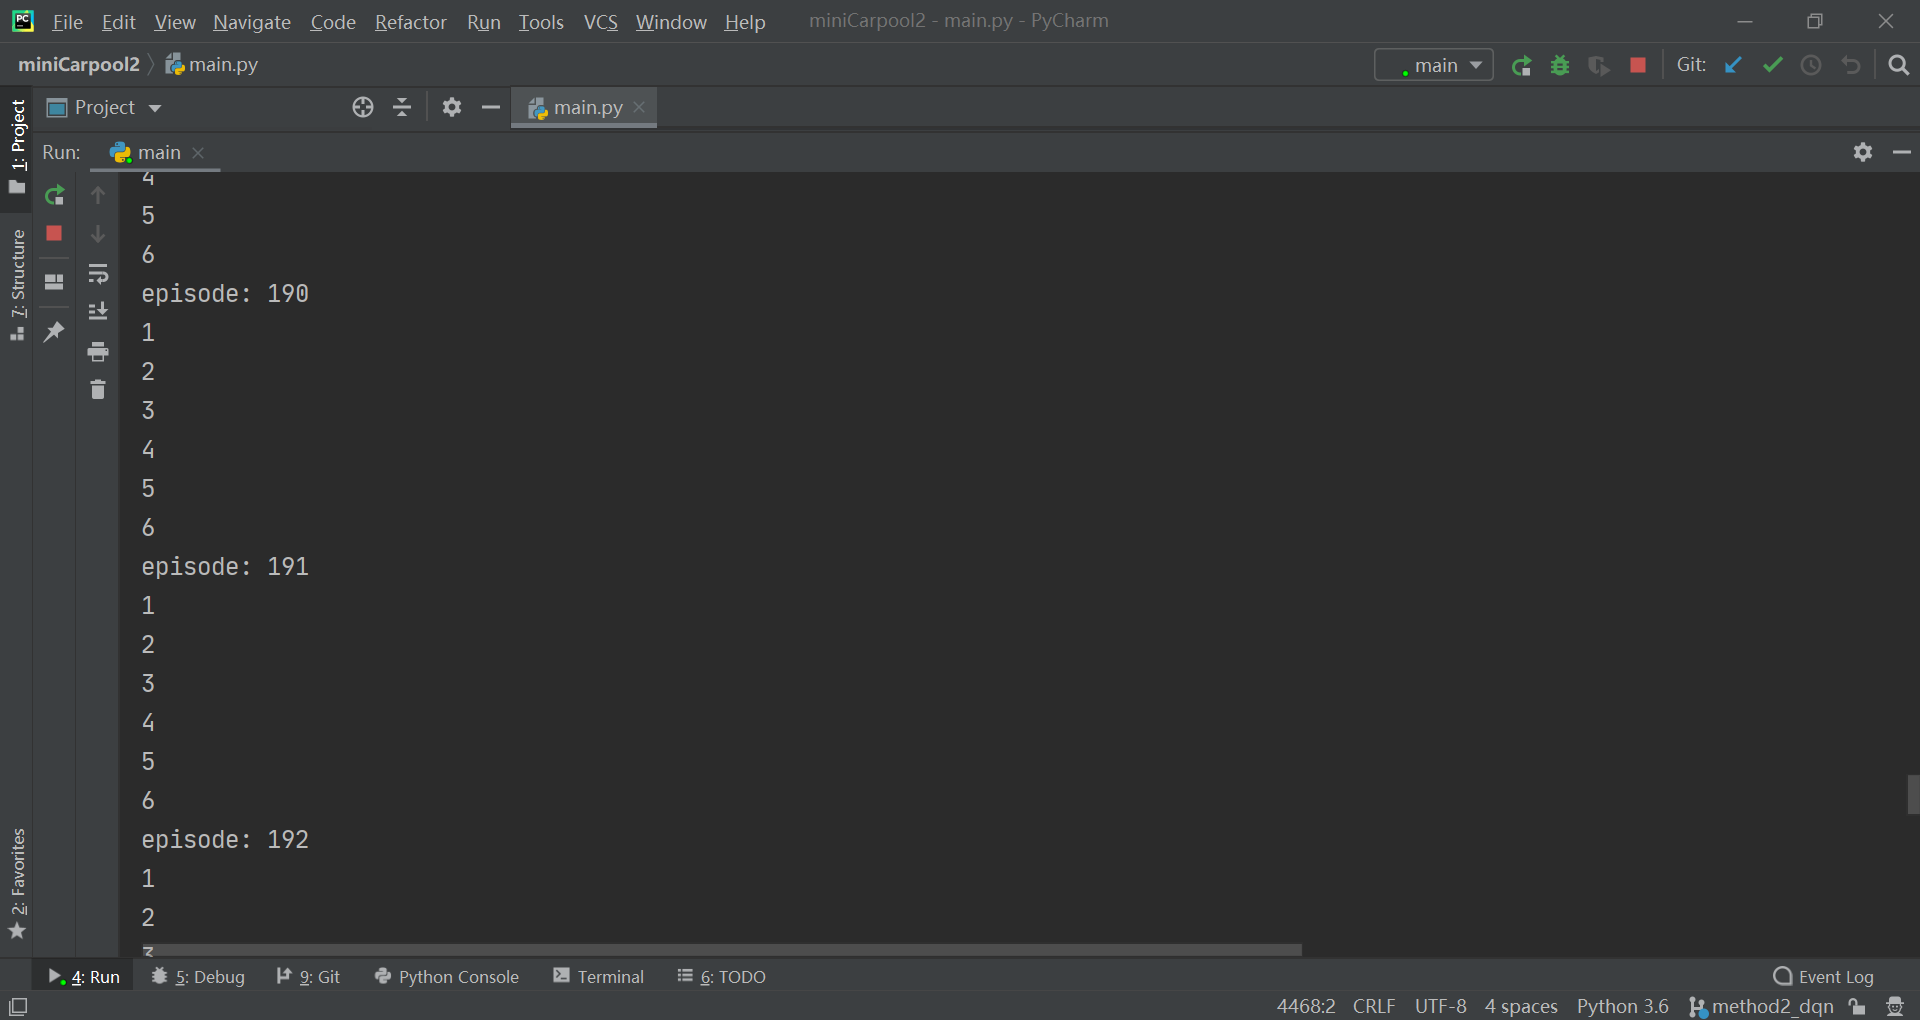 File Edit View Navigate Code Refactor Run Tools VCS Window Help miniCarpool2 - main.py - PyCharm
miniCarpool2 main.py main Git:
1: Project
Project main.py
Run: main
4
5
6
episode: 190
1
2
3
4
5
6
episode: 191
1
2
3
4
5
6
episode: 192
1
2
3
7: Structure
2: Favorites
4: Run 5: Debug 9: Git Python Console Terminal 6: TODO Event Log
4468:2 CRLF UTF-8 4 spaces Python 3.6 method2_dqn